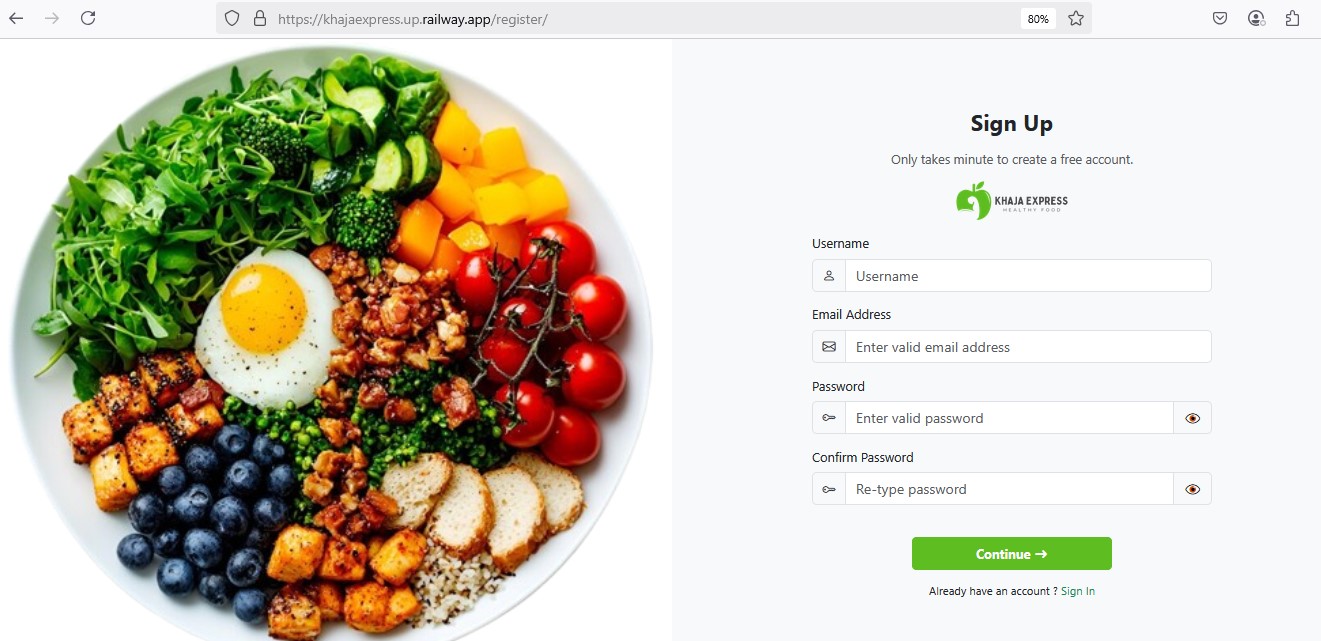 https://khajaexpress.up.railway.app/register/
80%
Sign Up
Only takes minute to create a free account.
KHAJA EXPRESS
HEALTHY FOOD
Username
Username
Email Address
Enter valid email address
Password
Enter valid password
Confirm Password
Re-type password
Continue →
Already have an account ? Sign In